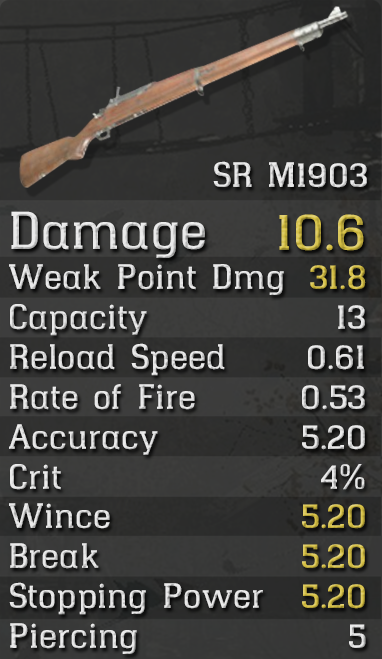 SR M1903
Damage 10.6
Weak Point Dmg 31.8
Capacity 13
Reload Speed 0.61
Rate of Fire 0.53
Accuracy 5.20
Crit 4%
Wince 5.20
Break 5.20
Stopping Power 5.20
Piercing 5